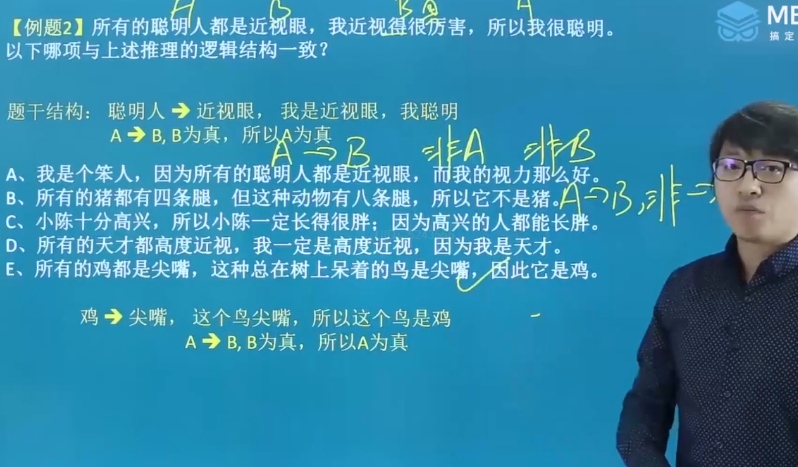 A B B真 A
【例题2】所有的聪明人都是近视眼，我近视得很厉害，所以我很聪明。
以下哪项与上述推理的逻辑结构一致？
题干结构： 聪明人 ➔ 近视眼， 我是近视眼，我聪明
A ➔ B, B为真，所以A为真
A → B 非A 非B
A、我是个笨人，因为所有的聪明人都是近视眼，而我的视力那么好。
B、所有的猪都有四条腿，但这种动物有八条腿，所以它不是猪。
A → B, 非 →
C、小陈十分高兴，所以小陈一定长得很胖；因为高兴的人都能长胖。
D、所有的天才都高度近视，我一定是高度近视，因为我是天才。
E、所有的鸡都是尖嘴，这种总在树上呆着的鸟是尖嘴，因此它是鸡。
鸡 ➔ 尖嘴， 这个鸟尖嘴，所以这个鸟是鸡
A ➔ B, B为真，所以A为真
搞定